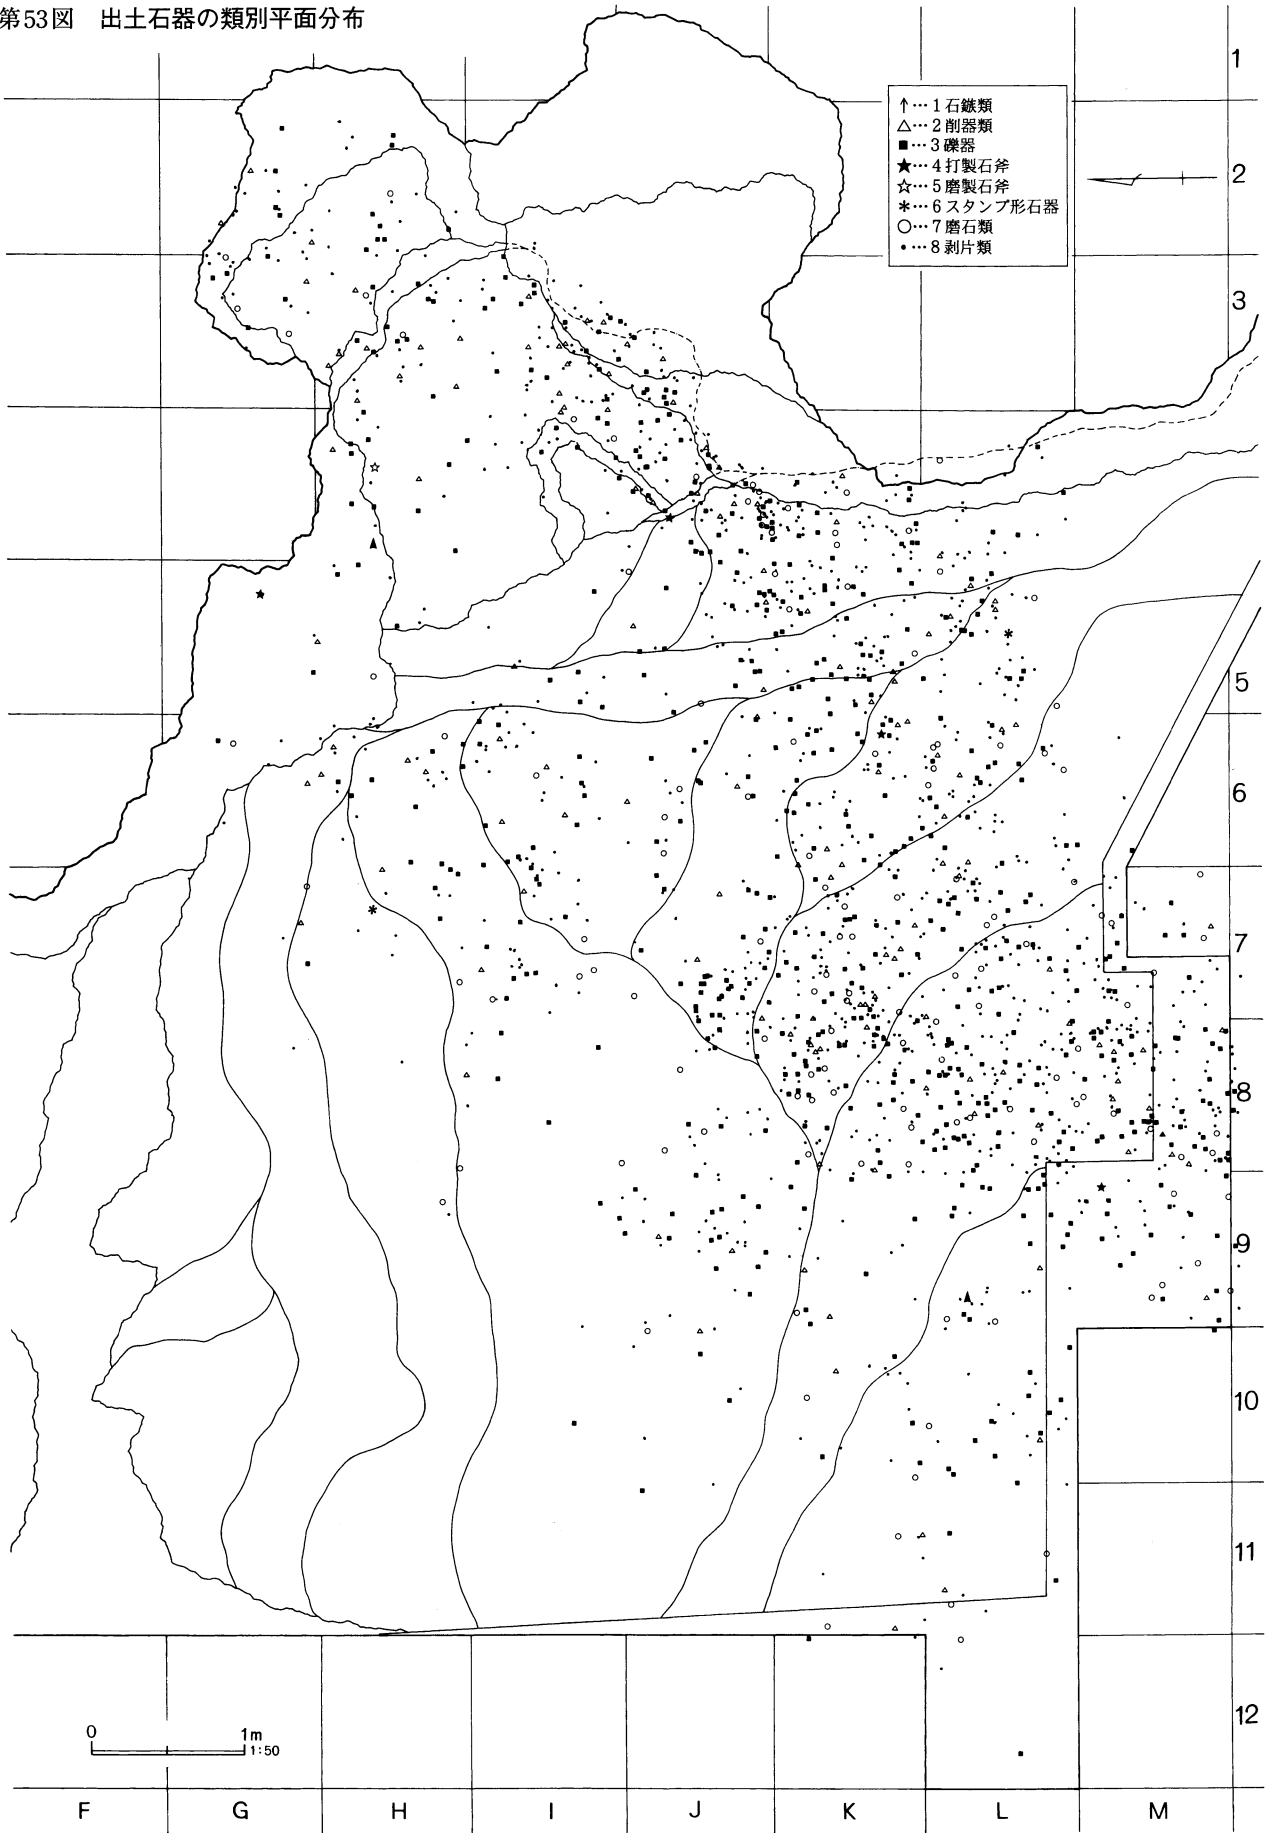 第53図 出土石器の類別平面分布
↑…1石鏃類
△…2削器類
■…3礫器
★…4打製石斧
☆…5磨製石斧
＊…6スタンプ形石器
○…7磨石類
・…8剥片類
1
2
3
5
6
7
8
9
10
11
12
0 1m
1:50
F G H I J K L M